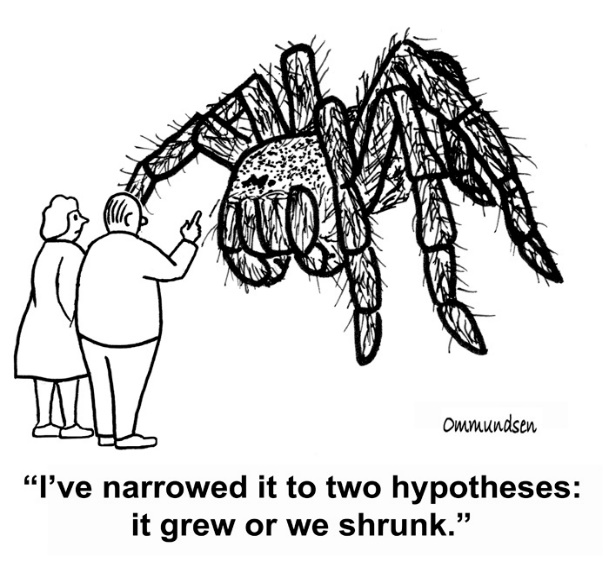 Ommundsen
“I’ve narrowed it to two hypotheses:
it grew or we shrunk.”